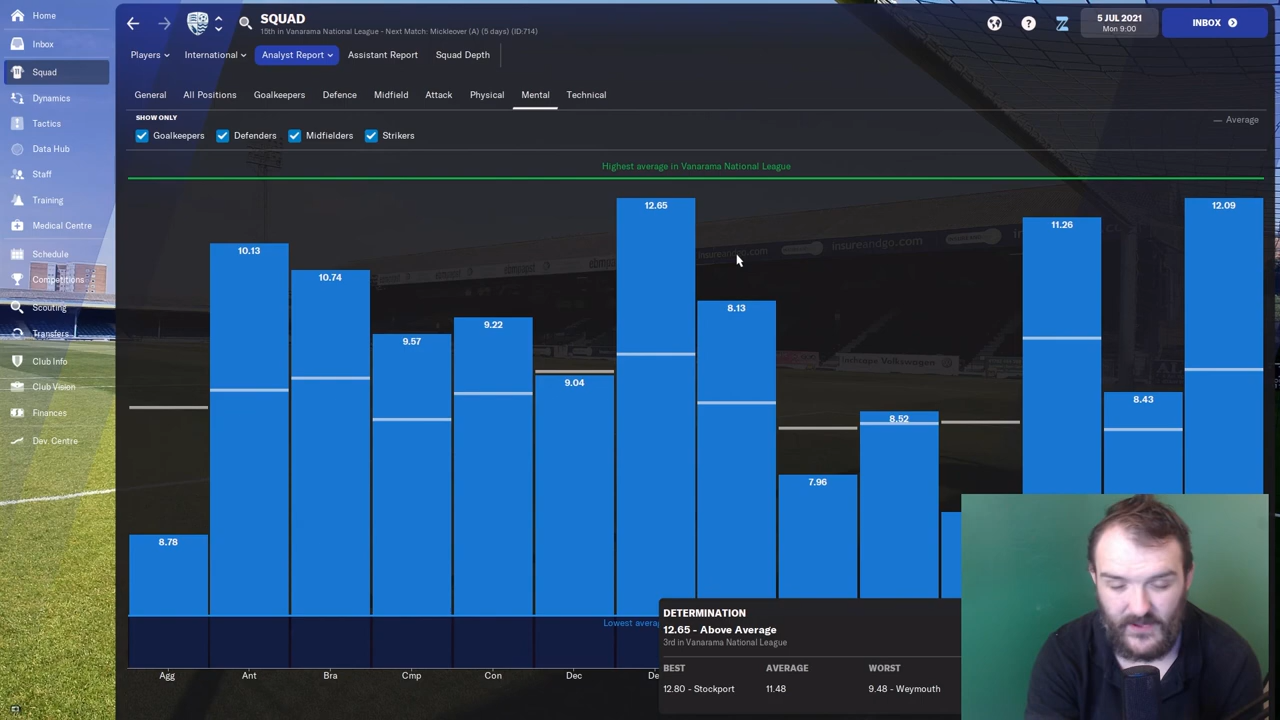 Home
Inbox
Squad
Dynamics
Tactics
Data Hub
Staff
Training
Medical Centre
Schedule
Competitions
Scouting
Transfers
Club Info
Club Vision
Finances
Dev. Centre
SQUAD
15th in Vanarama National League - Next Match: Mickleover (A) (5 days) (ID:714)
5 JUL 2021
Mon 9:00
INBOX
Players
International
Analyst Report
Assistant Report
Squad Depth
General
All Positions
Goalkeepers
Defence
Midfield
Attack
Physical
Mental
Technical
SHOW ONLY
Goalkeepers
Defenders
Midfielders
Strikers
Average
Highest average in Vanarama National League
8.78
10.13
10.74
9.57
9.22
9.04
12.65
8.13
7.96
8.52
11.26
8.43
12.09
insureandgo.com
Lowest
Agg
Ant
Bra
Cmp
Con
Dec
DETERMINATION
12.65 - Above Average
3rd in Vanarama National League
BEST AVERAGE WORST
12.80 - Stockport 11.48 9.48 - Weymouth